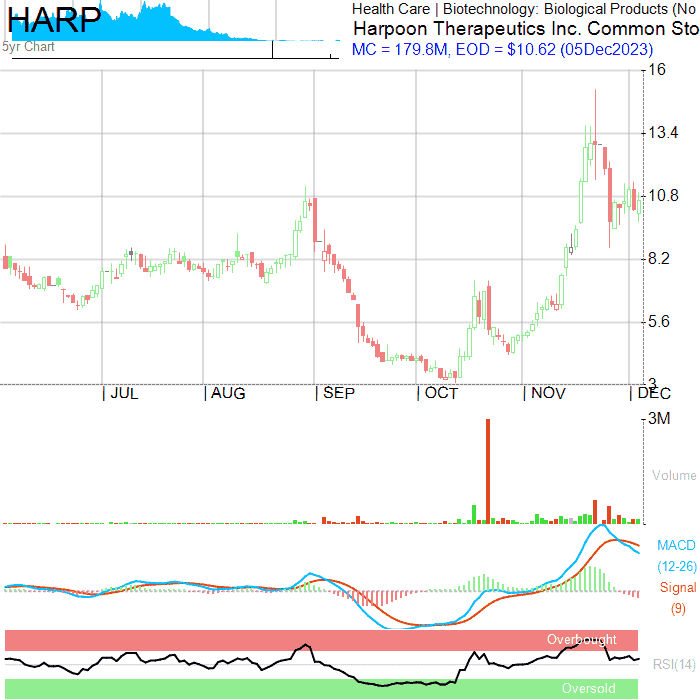 HARP
5yr Chart
Health Care | Biotechnology: Biological Products (No
Harpoon Therapeutics Inc. Common Sto
MC = 179.8M, EOD = $10.62 (05Dec2023)
16
13.4
10.8
8.2
5.6
3
JUL
AUG
SEP
OCT
NOV
DEC
3M
Volume
MACD
(12-26)
Signal
(9)
Overbought
RSI(14)
Oversold